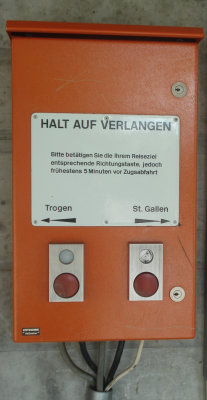 HALT AUF VERLANGEN
Bitte betätigen Sie die Ihrem Reiseziel
entsprechende Richtungstaste, jedoch
frühestens 5 Minuten vor Zugsabfahrt
Trogen
St. Gallen